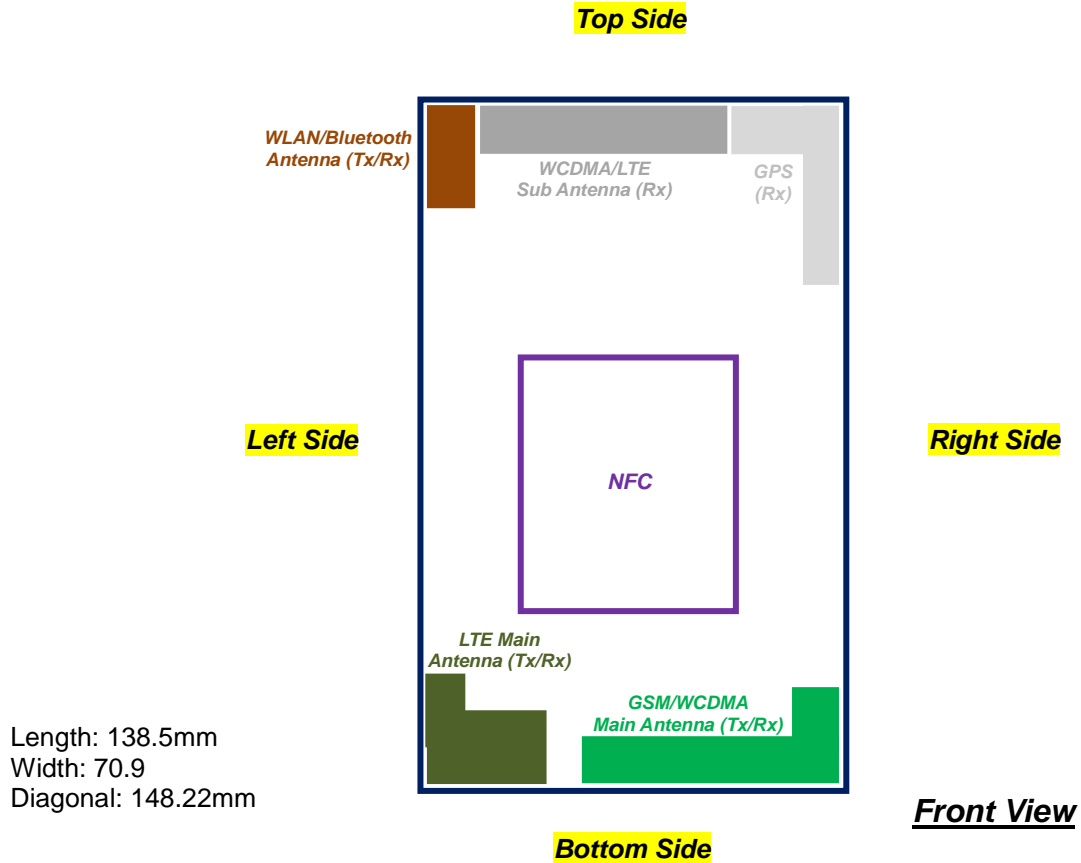 Top Side
WLAN/Bluetooth
Antenna (Tx/Rx)
WCDMA/LTE
Sub Antenna (Rx)
GPS
(Rx)
Left Side
Right Side
NFC
LTE Main
Antenna (Tx/Rx)
GSM/WCDMA
Main Antenna (Tx/Rx)
Length: 138.5mm
Width: 70.9
Diagonal: 148.22mm
Front View
Bottom Side